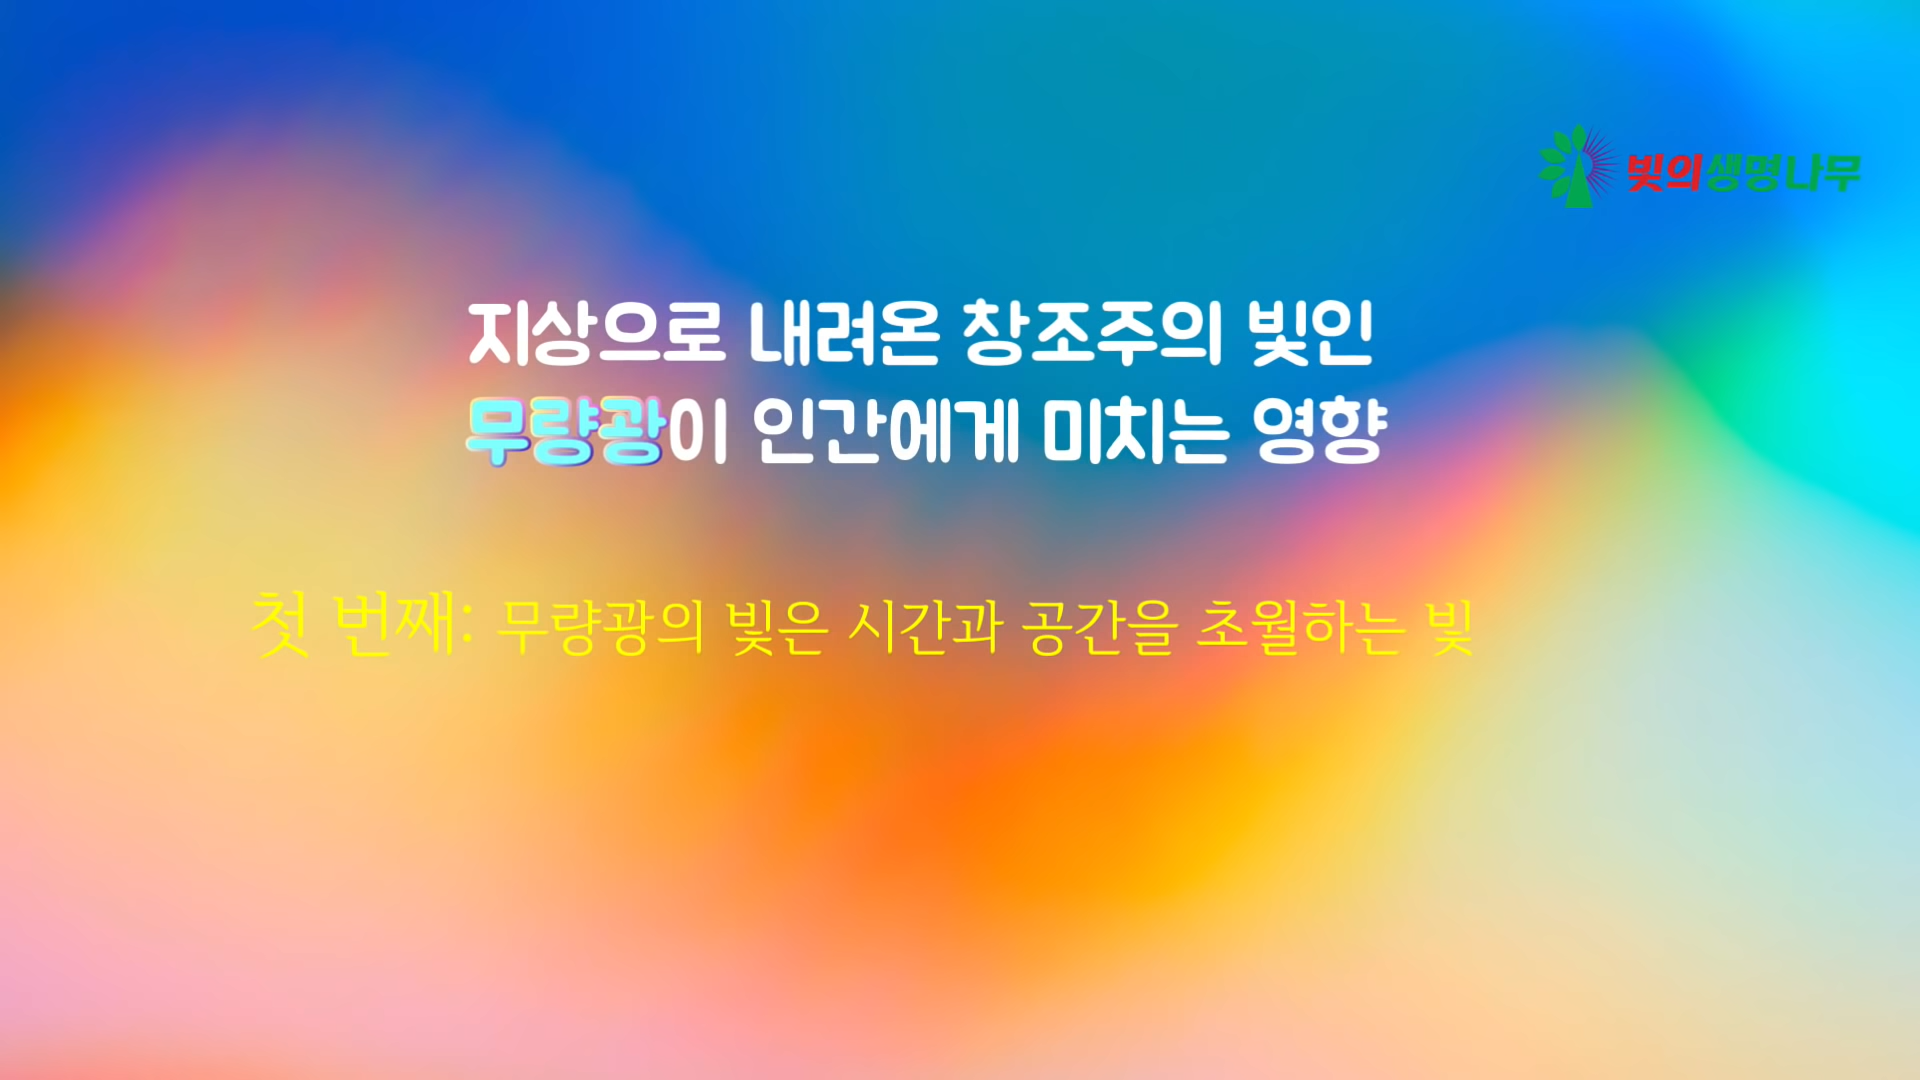 빛의생명나무
지상으로 내려온 창조주의 빛인
무량광이 인간에게 미치는 영향
첫 번째: 무량광의 빛은 시간과 공간을 초월하는 빛